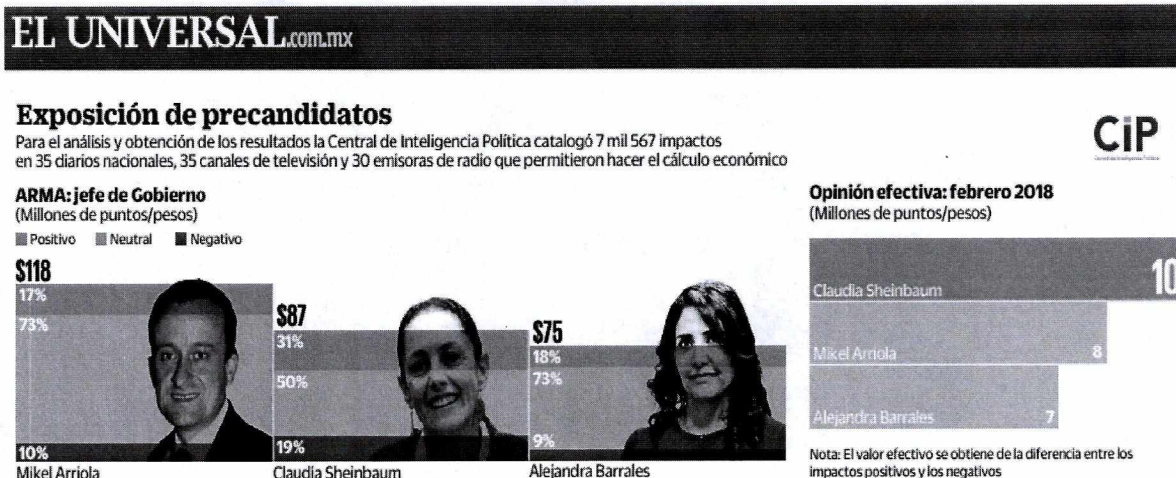 EL UNIVERSAL.com.mx
Exposición de precandidatos
Para el análisis y obtención de los resultados la Central de Inteligencia Política catalogó 7 mil 567 impactos
en 35 diarios nacionales, 35 canales de televisión y 30 emisoras de radio que permitieron hacer el cálculo económico
CiP
ARMA: jefe de Gobierno
(Millones de puntos/pesos)
Positivo Neutral Negativo
$118
17%
73%
10%
Mikel Arriola
$87
31%
50%
19%
Claudia Sheinbaum
$75
18%
73%
9%
Alejandra Barrales
Opinión efectiva: febrero 2018
(Millones de puntos/pesos)
Claudia Sheinbaum 10
Mikel Arriola 8
Alejandra Barrales 7
Nota: El valor efectivo se obtiene de la diferencia entre los
impactos positivos y los negativos